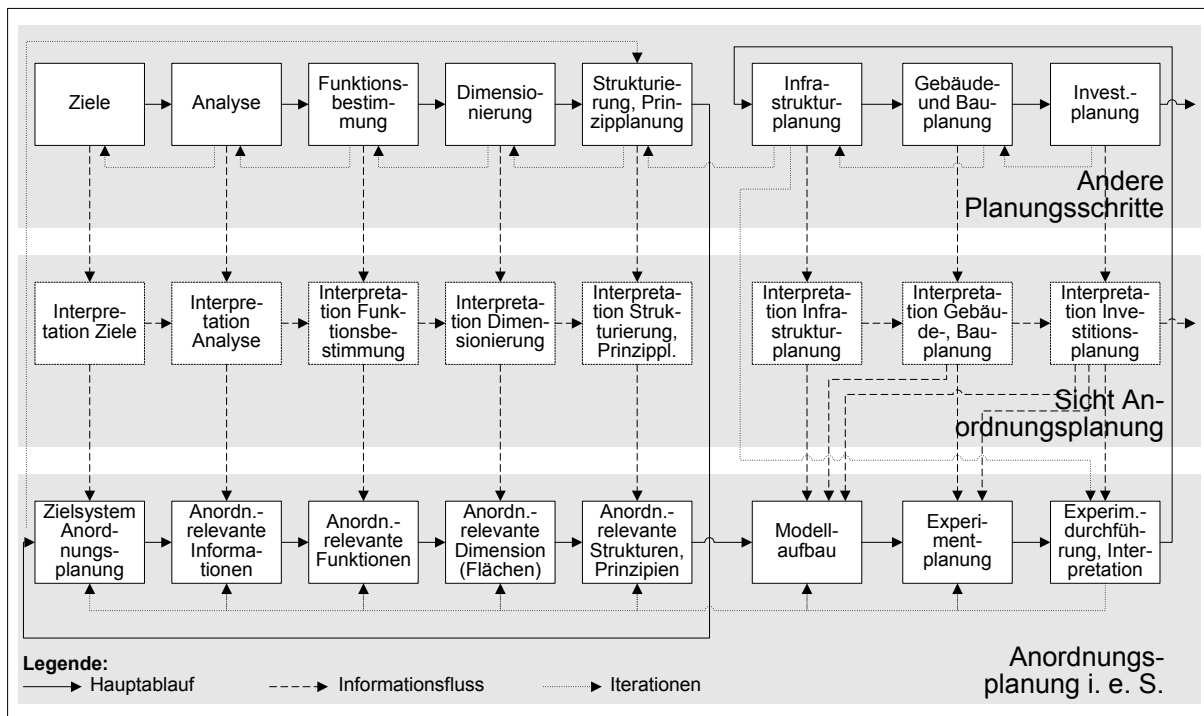 Ziele
Analyse
Funktions-
bestim-
mung
Dimensio-
nierung
Strukturie-
rung, Prin-
zipplanung
Infra-
struktur-
planung
Gebäude-
und Bau-
planung
Invest.-
planung
Andere
Planungsschritte
Interpre-
tation Ziele
Interpre-
tation
Analyse
Interpreta-
tion Funk-
tionsbe-
stimmung
Interpreta-
tion Dimen-
sionierung
Interpreta-
tion Struk-
turierung,
Prinzippl.
Interpreta-
tion Infra-
struktur-
planung
Interpreta-
tion Gebäu-
de-, Bau-
planung
Interpreta-
tion Inve-
stitions-
planung
Sicht An-
ordnungsplanung
Zielsystem
Anord-
nungs-
planung
Anordn.-
relevante
Informa-
tionen
Anordn.-
relevante
Funktionen
Anordn.-
relevante
Dimension
(Flächen)
Anordn.-
relevante
Strukturen,
Prinzipien
Modell-
aufbau
Experi-
ment-
planung
Experim.-
durchfüh-
rung, Inter-
pretation
Anordnungs-
planung i. e. S.
Legende:
Hauptablauf
Informationsfluss
Iterationen